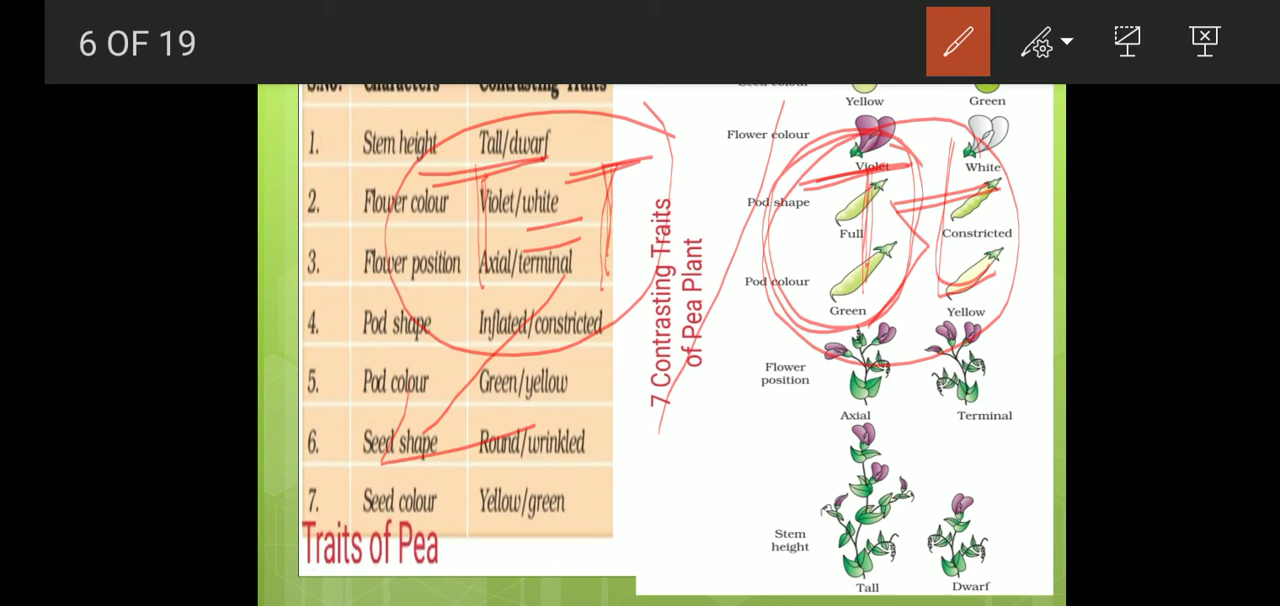 6 OF 19
S.No. Characters Contrasting Traits
1. Stem height Tall/dwarf
2. Flower colour Violet/white
3. Flower position Axial/terminal
4. Pod shape Inflated/constricted
5. Pod colour Green/yellow
6. Seed shape Round/wrinkled
7. Seed colour Yellow/green
Traits of Pea
7 Contrasting Traits
of Pea Plant
Yellow Green
Flower colour
Violet White
Pod shape
Full Constricted
Pod colour
Green Yellow
Flower
position
Axial Terminal
Stem
height
Tall Dwarf